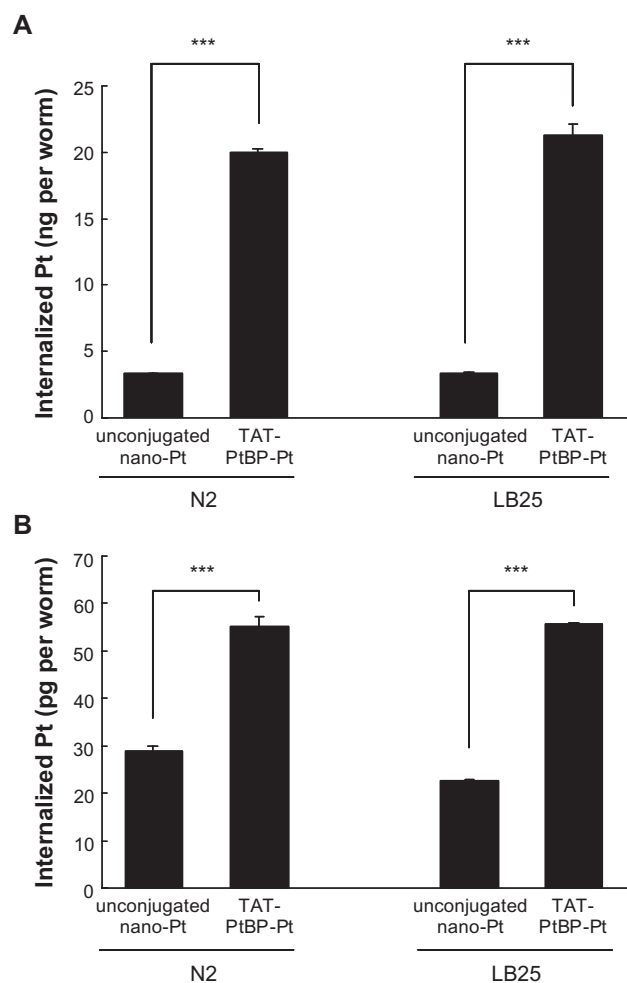 A
*** ***
Internalized Pt (ng per worm)
25
20
15
10
5
0
unconjugated TAT- unconjugated TAT-
nano-Pt PtBP-Pt nano-Pt PtBP-Pt
N2 LB25
B
*** ***
Internalized Pt (pg per worm)
70
60
50
40
30
20
10
0
unconjugated TAT- unconjugated TAT-
nano-Pt PtBP-Pt nano-Pt PtBP-Pt
N2 LB25